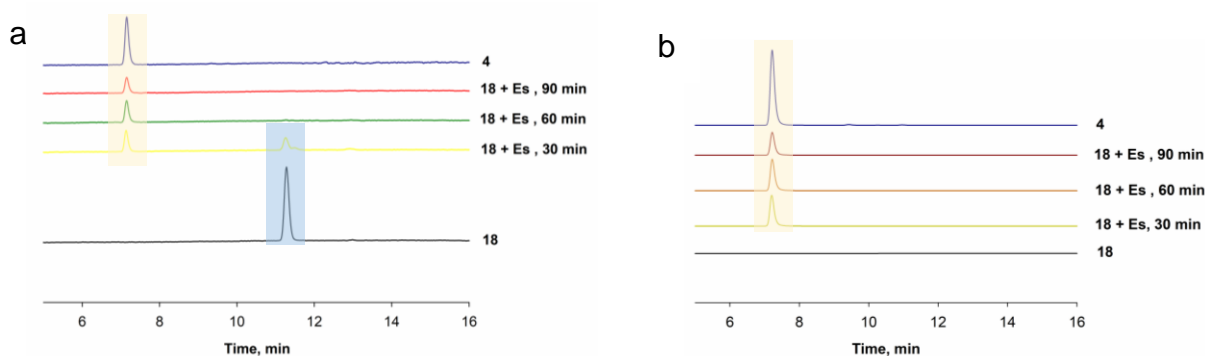 a
4
18 + Es , 90 min
18 + Es , 60 min
18 + Es , 30 min
18
6 8 10 12 14 16
Time, min
b
4
18 + Es , 90 min
18 + Es , 60 min
18 + Es, 30 min
18
6 8 10 12 14 16
Time, min